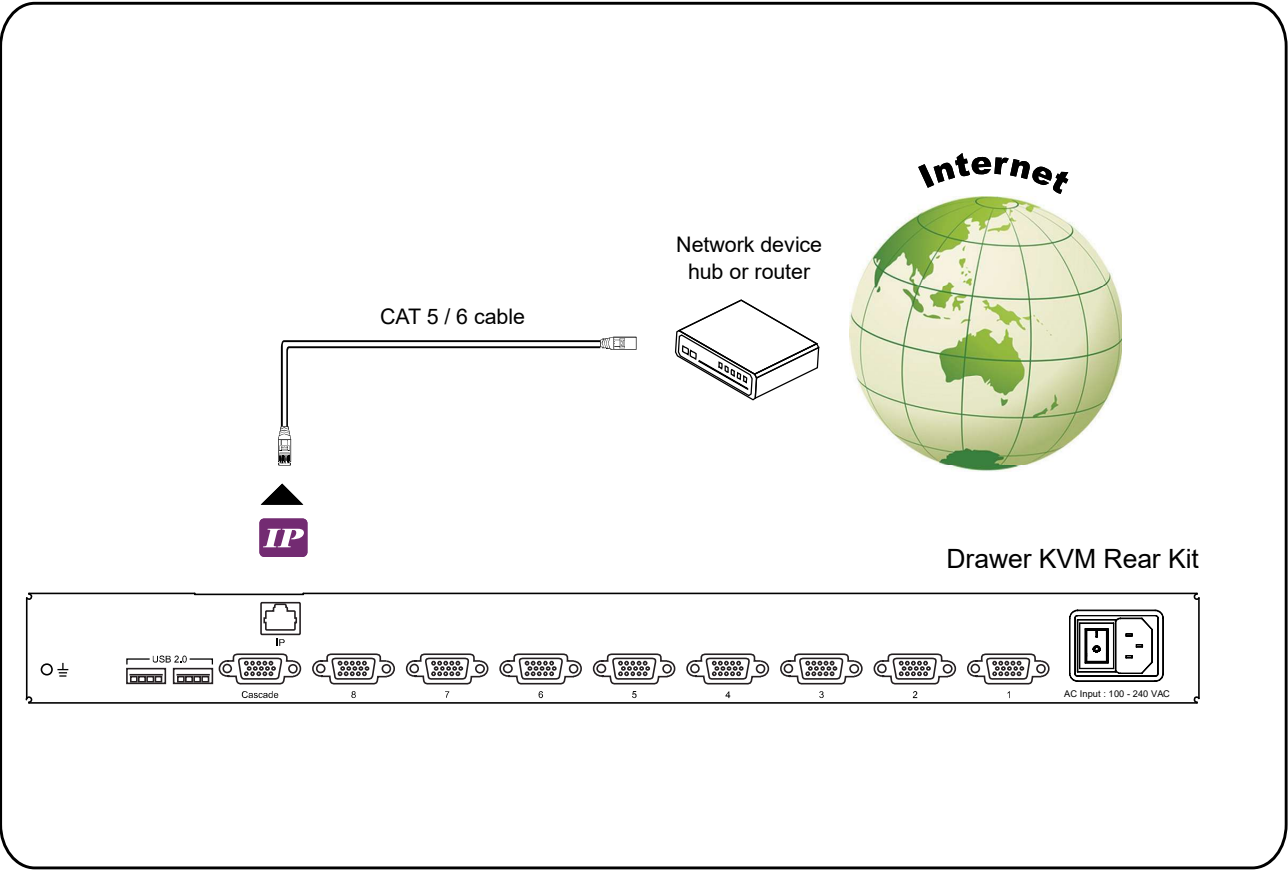 Internet
Network device
hub or router
CAT 5 / 6 cable
IP
Drawer KVM Rear Kit
IP
USB 2.0
Cascade
8
7
6
5
4
3
2
1
AC Input : 100 - 240 VAC